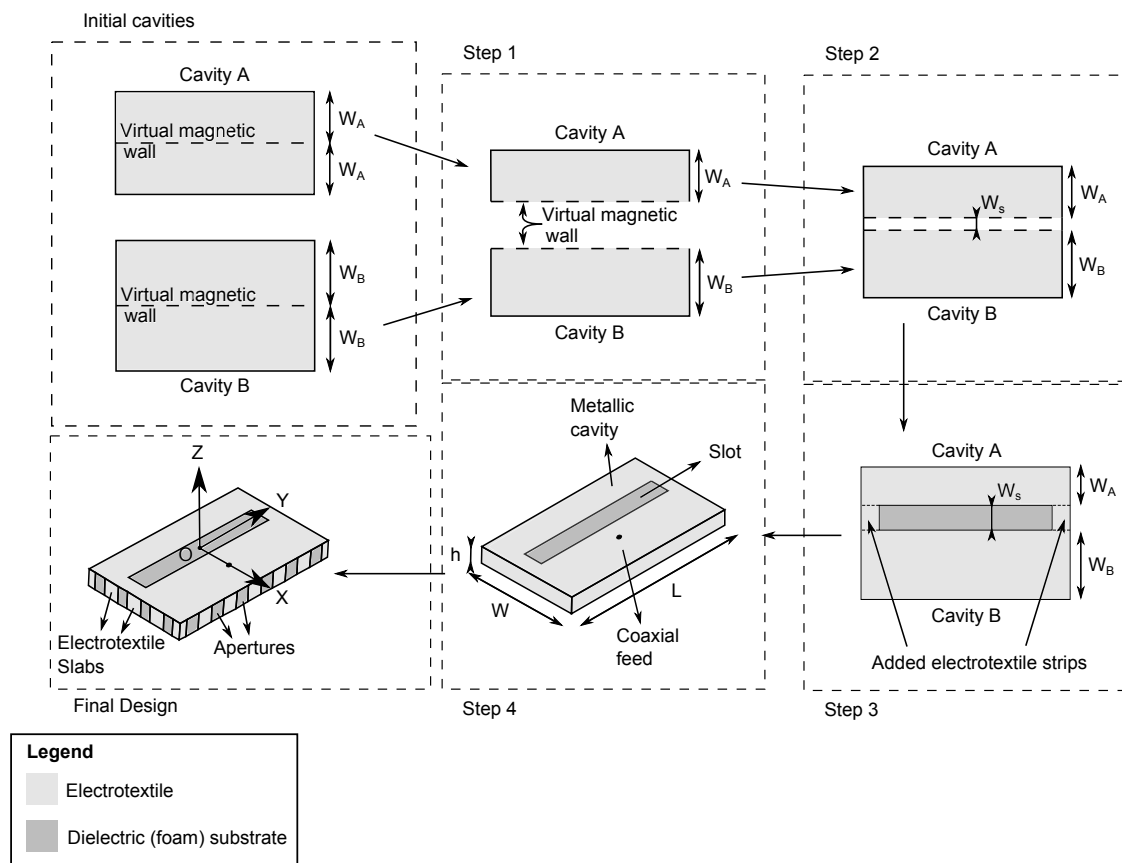 Initial cavities
Cavity A
Virtual magnetic
wall
W_A
W_A
Virtual magnetic
wall
W_B
W_B
Cavity B
Step 1
Cavity A
W_A
Virtual magnetic
wall
W_B
Cavity B
Step 2
Cavity A
W_s
W_A
W_B
Cavity B
Cavity A
W_s
W_A
W_B
Cavity B
Added electrotextile strips
Step 3
Metallic
cavity
Slot
h
W
L
Coaxial
feed
Step 4
Z
Y
O
X
Electrotextile
Slabs
Apertures
Final Design
Legend
Electrotextile
Dielectric (foam) substrate